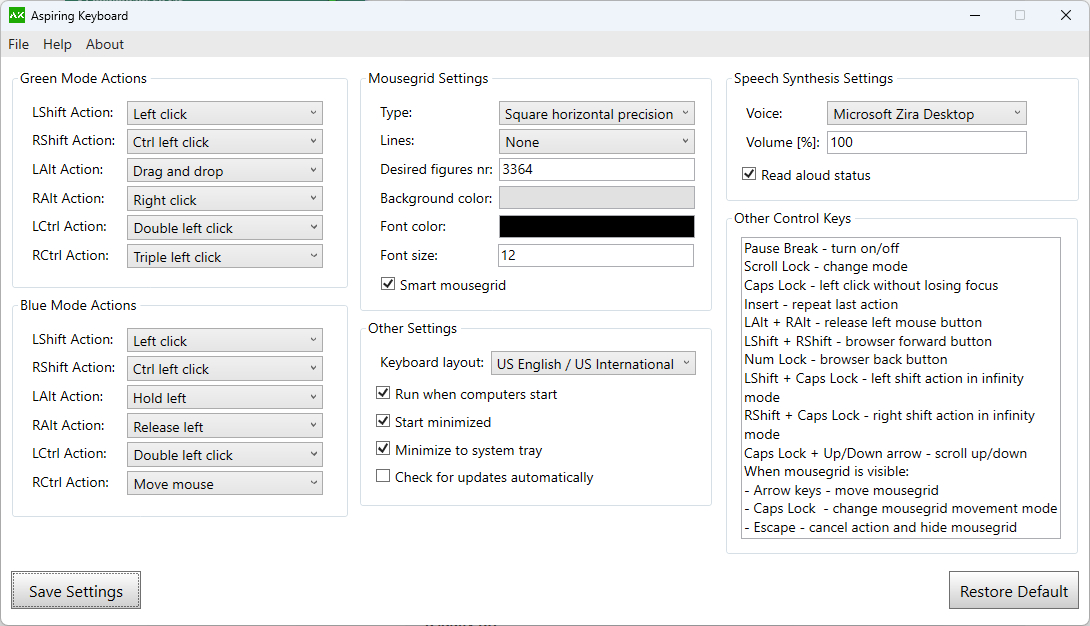 AK Aspiring Keyboard
File Help About
Green Mode Actions
LShift Action: Left click
RShift Action: Ctrl left click
LAlt Action: Drag and drop
RAlt Action: Right click
LCtrl Action: Double left click
RCtrl Action: Triple left click
Blue Mode Actions
LShift Action: Left click
RShift Action: Ctrl left click
LAlt Action: Hold left
RAlt Action: Release left
LCtrl Action: Double left click
RCtrl Action: Move mouse
Mousegrid Settings
Type: Square horizontal precision
Lines: None
Desired figures nr: 3364
Background color:
Font color:
Font size: 12
Smart mousegrid
Other Settings
Keyboard layout: US English / US International
Run when computers start
Start minimized
Minimize to system tray
Check for updates automatically
Speech Synthesis Settings
Voice: Microsoft Zira Desktop
Volume [%]: 100
Read aloud status
Other Control Keys
Pause Break - turn on/off
Scroll Lock - change mode
Caps Lock - left click without losing focus
Insert - repeat last action
LAlt + RAlt - release left mouse button
LShift + RShift - browser forward button
Num Lock - browser back button
LShift + Caps Lock - left shift action in infinity
mode
RShift + Caps Lock - right shift action in infinity
mode
Caps Lock + Up/Down arrow - scroll up/down
When mousegrid is visible:
- Arrow keys - move mousegrid
- Caps Lock  - change mousegrid movement mode
- Escape - cancel action and hide mousegrid
Save Settings
Restore Default